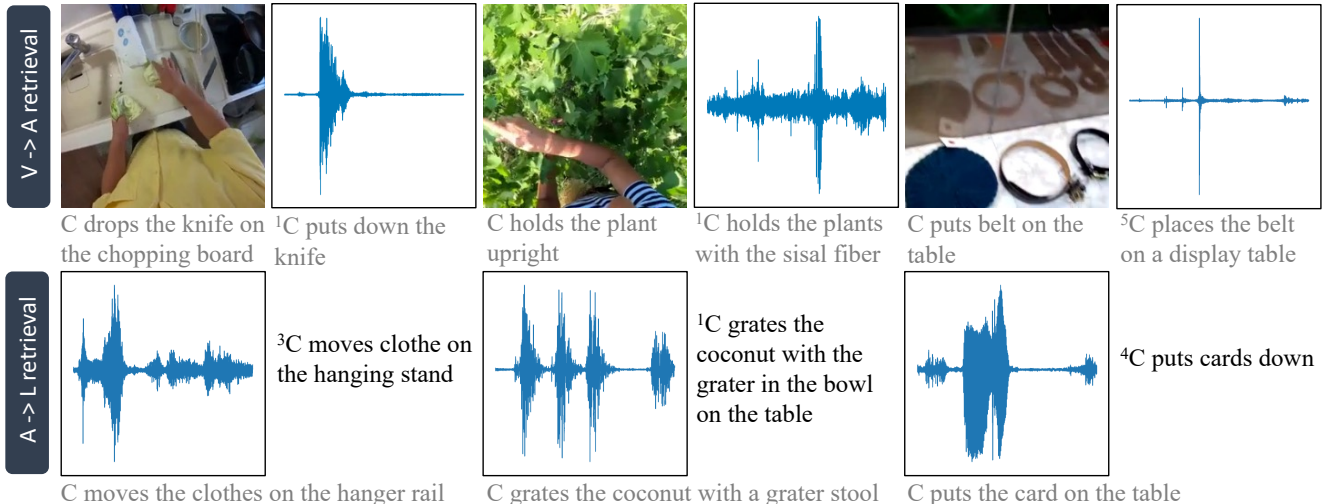 V -> A retrieval
C drops the knife on
the chopping board
¹C puts down the
knife
C holds the plant
upright
¹C holds the plants
with the sisal fiber
C puts belt on the
table
⁵C places the belt
on a display table
A -> L retrieval
³C moves clothe on
the hanging stand
¹C grates the
coconut with the
grater in the bowl
on the table
⁴C puts cards down
C moves the clothes on the hanger rail
C grates the coconut with a grater stool
C puts the card on the table